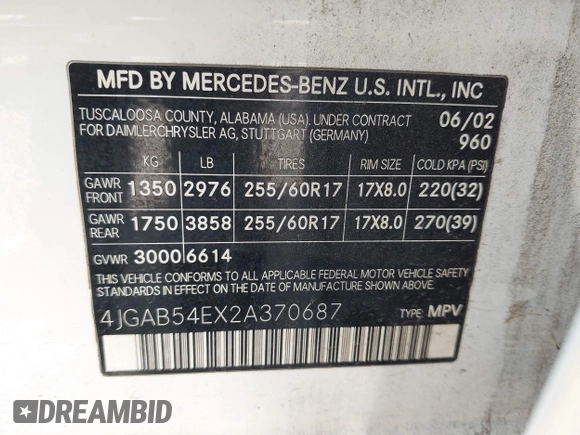 MFD BY MERCEDES-BENZ U.S. INTL., INC
TUSCALOOSA COUNTY, ALABAMA (USA). UNDER CONTRACT 06/02
FOR DAIMLERCHRYSLER AG, STUTTGART (GERMANY) 960
KG LB TIRES RIM SIZE COLD KPA (PSI)
GAWR FRONT 1350 2976 255/60R17 17X8.0 220(32)
GAWR REAR 1750 3858 255/60R17 17X8.0 270(39)
GVWR 3000 6614
THIS VEHICLE CONFORMS TO ALL APPLICABLE FEDERAL MOTOR VEHICLE SAFETY
STANDARDS IN EFFECT ON THE DATE OF MANUFACTURE SHOWN ABOVE.
4JGAB54EX2A370687 TYPE: MPV
DREAMBID